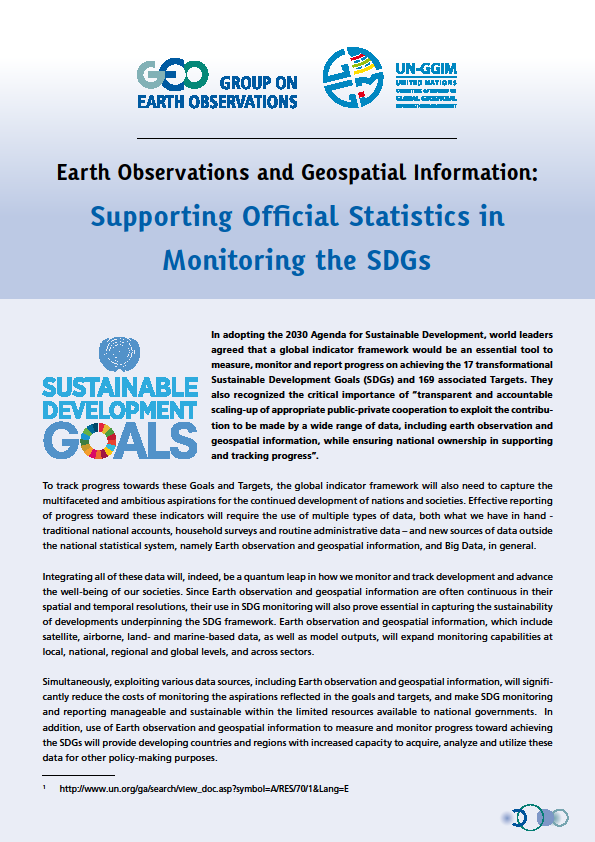 GEO GROUP ON
EARTH OBSERVATIONS
UN-GGIM
UNITED NATIONS
GLOBAL GEOSPATIAL
Earth Observations and Geospatial Information:
Supporting Official Statistics in
Monitoring the SDGs
SUSTAINABLE
DEVELOPMENT
GOALS
In adopting the 2030 Agenda for Sustainable Development, world leaders
agreed that a global indicator framework would be an essential tool to
measure, monitor and report progress on achieving the 17 transformational
Sustainable Development Goals (SDGs) and 169 associated Targets. They
also recognized the critical importance of “transparent and accountable
scaling-up of appropriate public-private cooperation to exploit the contribu-
tion to be made by a wide range of data, including earth observation and
geospatial information, while ensuring national ownership in supporting
and tracking progress”.
To track progress towards these Goals and Targets, the global indicator framework will also need to capture the
multifaceted and ambitious aspirations for the continued development of nations and societies. Effective reporting
of progress toward these indicators will require the use of multiple types of data, both what we have in hand -
traditional national accounts, household surveys and routine administrative data – and new sources of data outside
the national statistical system, namely Earth observation and geospatial information, and Big Data, in general.
Integrating all of these data will, indeed, be a quantum leap in how we monitor and track development and advance
the well-being of our societies. Since Earth observation and geospatial information are often continuous in their
spatial and temporal resolutions, their use in SDG monitoring will also prove essential in capturing the sustainability
of developments underpinning the SDG framework. Earth observation and geospatial information, which include
satellite, airborne, land- and marine-based data, as well as model outputs, will expand monitoring capabilities at
local, national, regional and global levels, and across sectors.
Simultaneously, exploiting various data sources, including Earth observation and geospatial information, will signifi-
cantly reduce the costs of monitoring the aspirations reflected in the goals and targets, and make SDG monitoring
and reporting manageable and sustainable within the limited resources available to national governments. In
addition, use of Earth observation and geospatial information to measure and monitor progress toward achieving
the SDGs will provide developing countries and regions with increased capacity to acquire, analyze and utilize these
data for other policy-making purposes.
1 http://www.un.org/ga/search/view_doc.asp?symbol=A/RES/70/1&Lang=E